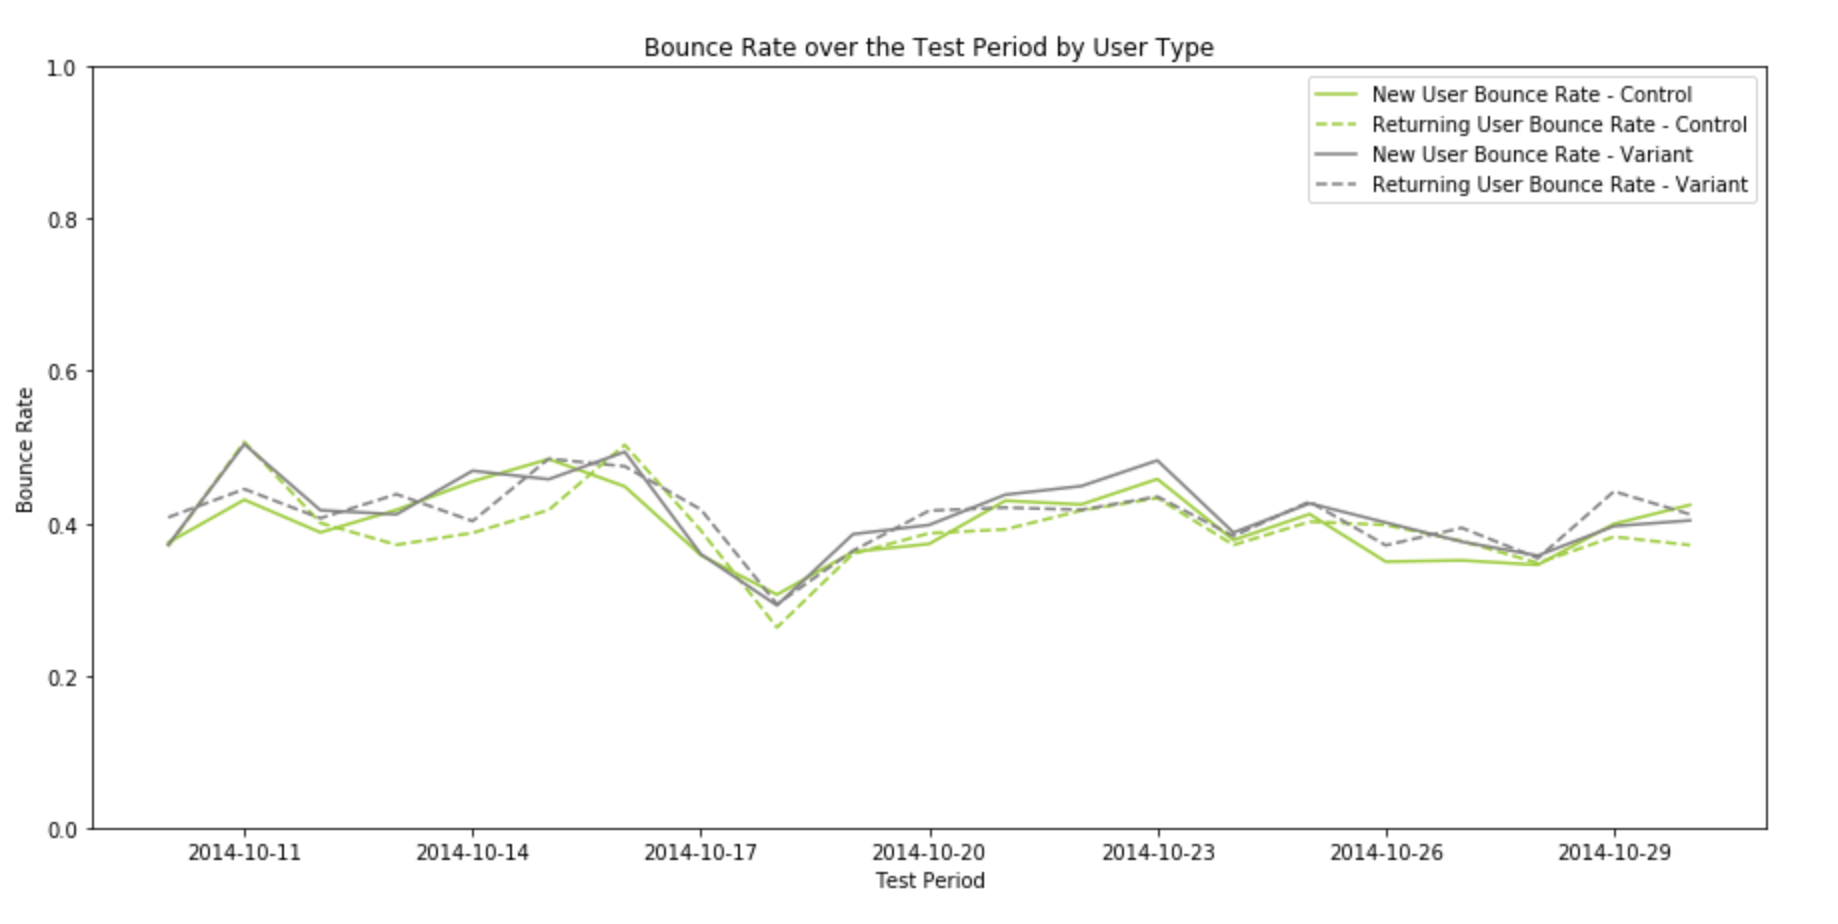 Bounce Rate over the Test Period by User Type
1.0
0.8
0.6
0.4
0.2
0.0
Bounce Rate
New User Bounce Rate - Control
Returning User Bounce Rate - Control
New User Bounce Rate - Variant
Returning User Bounce Rate - Variant
2014-10-11
2014-10-14
2014-10-17
2014-10-20
2014-10-23
2014-10-26
2014-10-29
Test Period